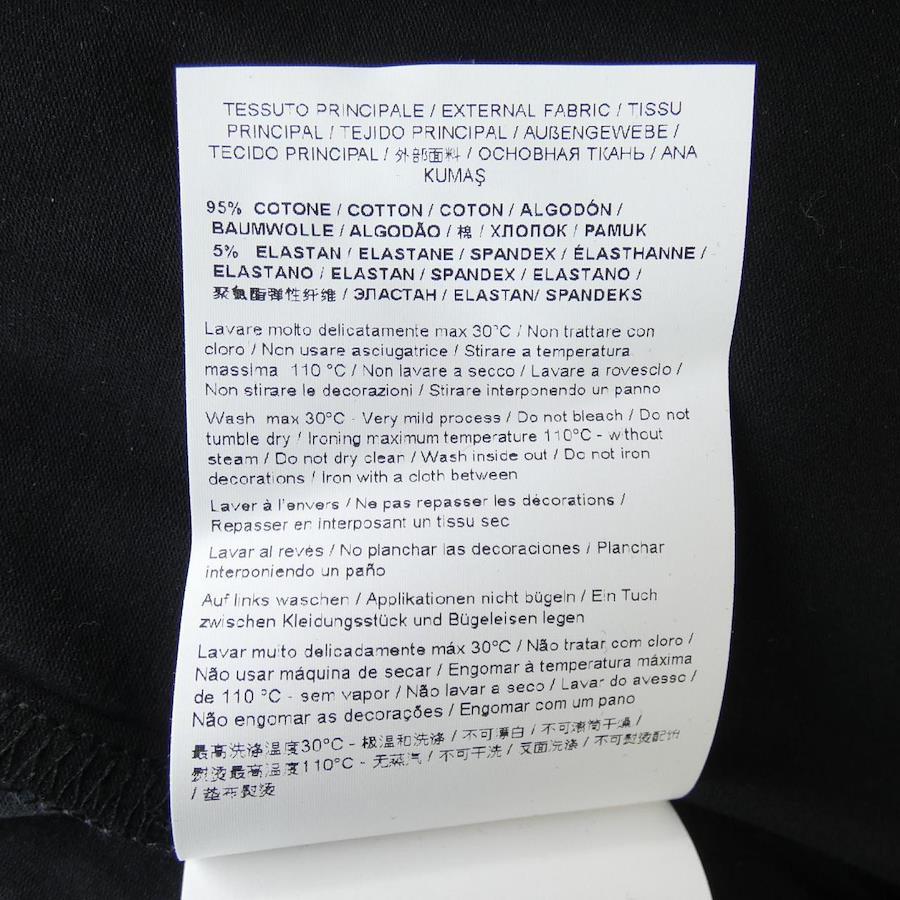 TESSUTO PRINCIPALE / EXTERNAL FABRIC / TISSU
PRINCIPAL / TEJIDO PRINCIPAL / AUßENGEWEBE /
TECIDO PRINCIPAL / 外部面料 / ОСНОВНАЯ ТКАНЬ / ANA
KUMAŞ
95% COTONE / COTTON / COTON / ALGODÓN /
BAUMWOLLE / ALGODÃO / 棉 / ХЛОПОК / PAMUK
5% ELASTAN / ELASTANE / SPANDEX / ÉLASTHANNE /
ELASTANO / ELASTAN / SPANDEX / ELASTANO /
聚氨酯弹性纤维 / ЭЛАСТАН / ELASTAN/ SPANDEKS
Lavare molto delicatamente max 30°C / Non trattare con
cloro / Non usare asciugatrice / Stirare a temperatura
massima 110 °C / Non lavare a secco / Lavare a rovescio /
Non stirare le decorazioni / Stirare interponendo un panno
Wash max 30°C - Very mild process / Do not bleach / Do not
tumble dry / Ironing maximum temperature 110°C - without
steam / Do not dry clean / Wash inside out / Do not iron
decorations / Iron with a cloth between
Laver à l'envers / Ne pas repasser les décorations /
Repasser en interposant un tissu sec
Lavar al revés / No planchar las decoraciones / Planchar
interponiendo un paño
Auf links waschen / Applikationen nicht bügeln / Ein Tuch
zwischen Kleidungsstück und Bügeleisen legen
Lavar muito delicadamente máx 30°C / Não tratar com cloro /
Não usar máquina de secar / Engomar à temperatura máxima
de 110 °C - sem vapor / Não lavar a seco / Lavar do avesso /
Não engomar as decorações / Engomar com um pano
最高洗涤温度30°C - 极温和洗涤 / 不可漂白 / 不可滚筒干燥 /
熨烫最高温度110°C - 无蒸汽 / 不可干洗 / 反面洗涤 / 不可熨烫配饰
/ 垫布熨烫